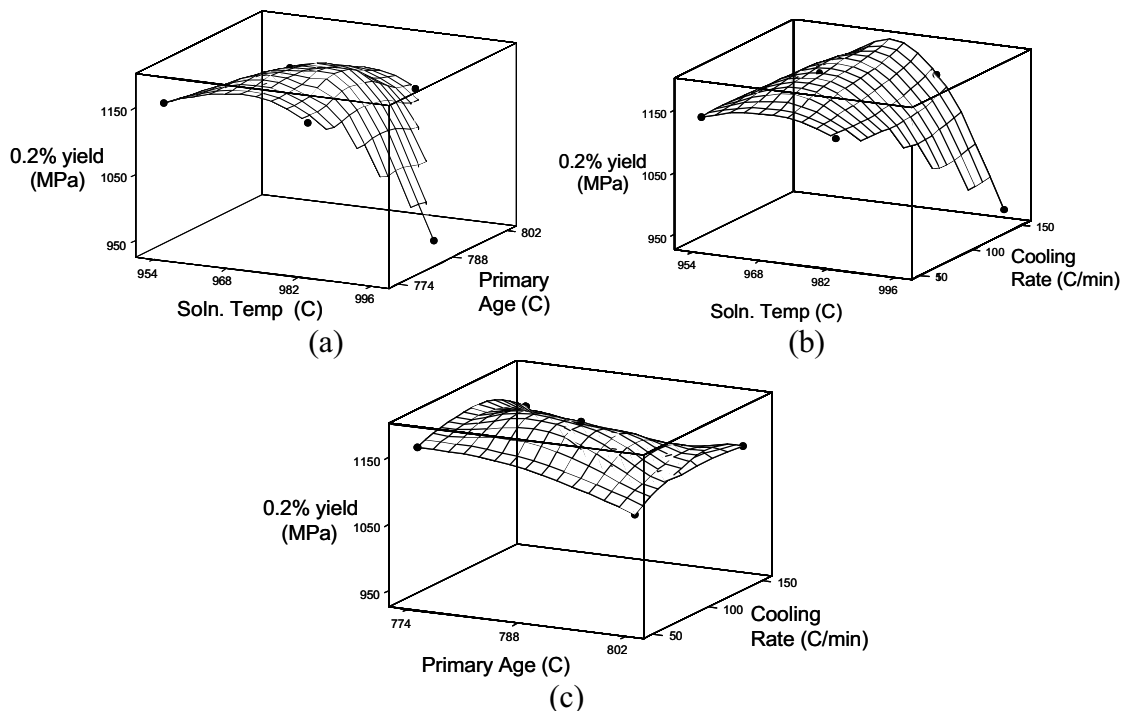 1150
0.2% yield
(MPa)
1050
950
954
968
982
996
Soln. Temp (C)
774
788
802
Primary
Age (C)
(a)
1150
0.2% yield
(MPa)
1050
950
954
968
982
996
Soln. Temp (C)
50
100
150
Cooling
Rate (C/min)
(b)
1150
0.2% yield
(MPa)
1050
950
774
788
802
Primary Age (C)
50
100
150
Cooling
Rate (C/min)
(c)